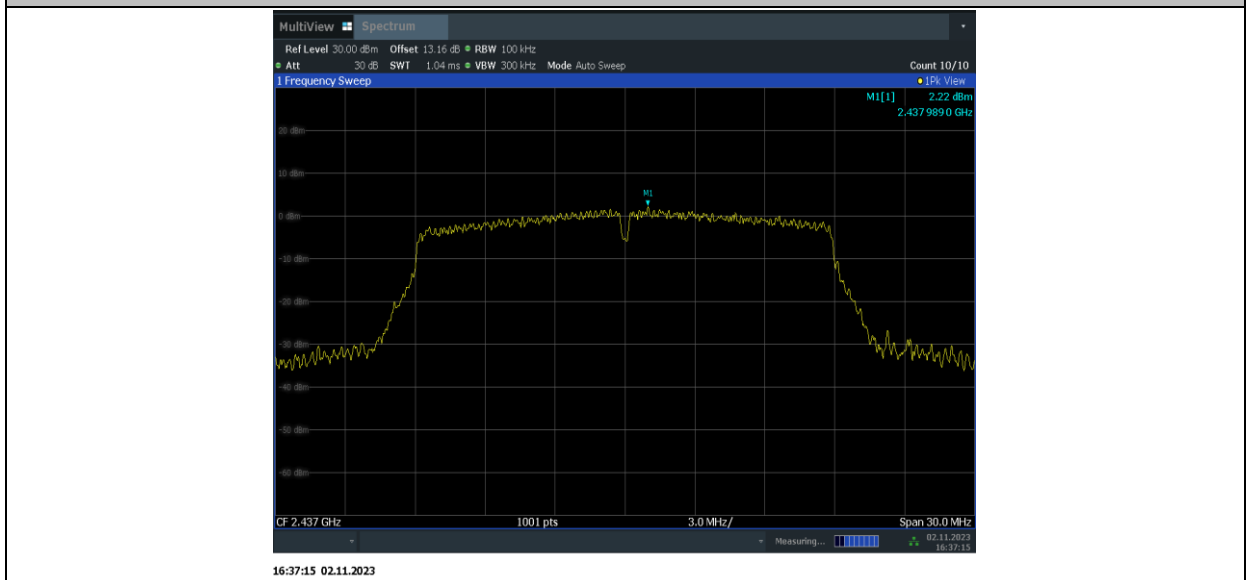 MultiView Spectrum
Ref Level 30.00 dBm Offset 13.16 dB RBW 100 kHz
Att 30 dB SWT 1.04 ms VBW 300 kHz Mode Auto Sweep Count 10/10
1 Frequency Sweep 1Pk View
M1[1] 2.22 dBm
2.437 989 0 GHz
20 dBm
10 dBm
M1
0 dBm
-10 dBm
-20 dBm
-30 dBm
-40 dBm
-50 dBm
-60 dBm
CF 2.437 GHz 1001 pts 3.0 MHz/ Span 30.0 MHz
Measuring... 02.11.2023
16:37:15
16:37:15 02.11.2023